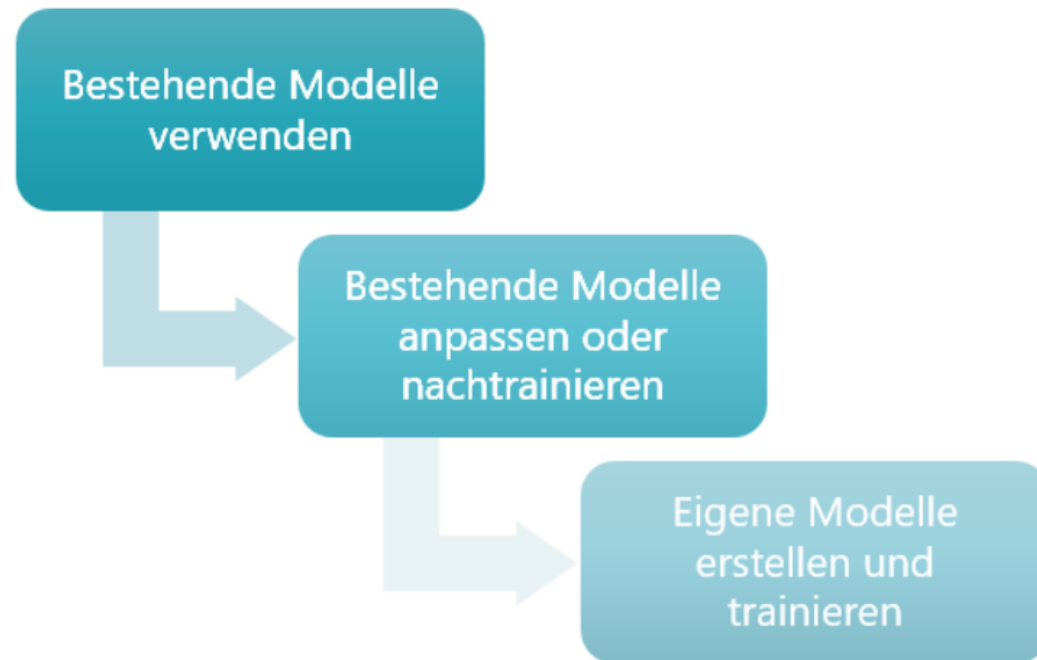 Bestehende Modelle
verwenden
Bestehende Modelle
anpassen oder
nachtrainieren
Eigene Modelle
erstellen und
trainieren